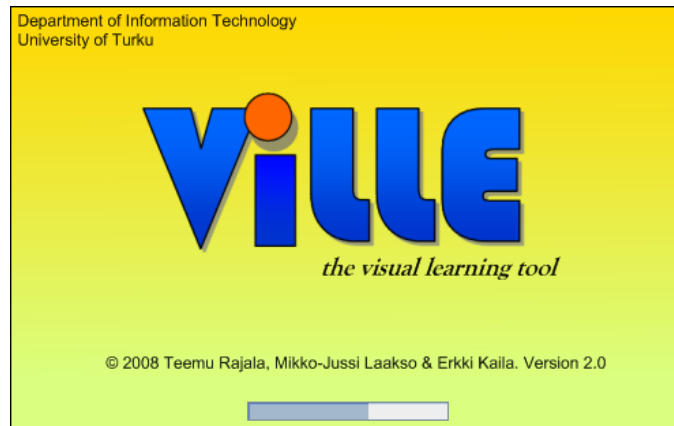 Department of Information Technology
University of Turku
ViLLE
the visual learning tool
© 2008 Teemu Rajala, Mikko-Jussi Laakso & Erkki Kaila. Version 2.0